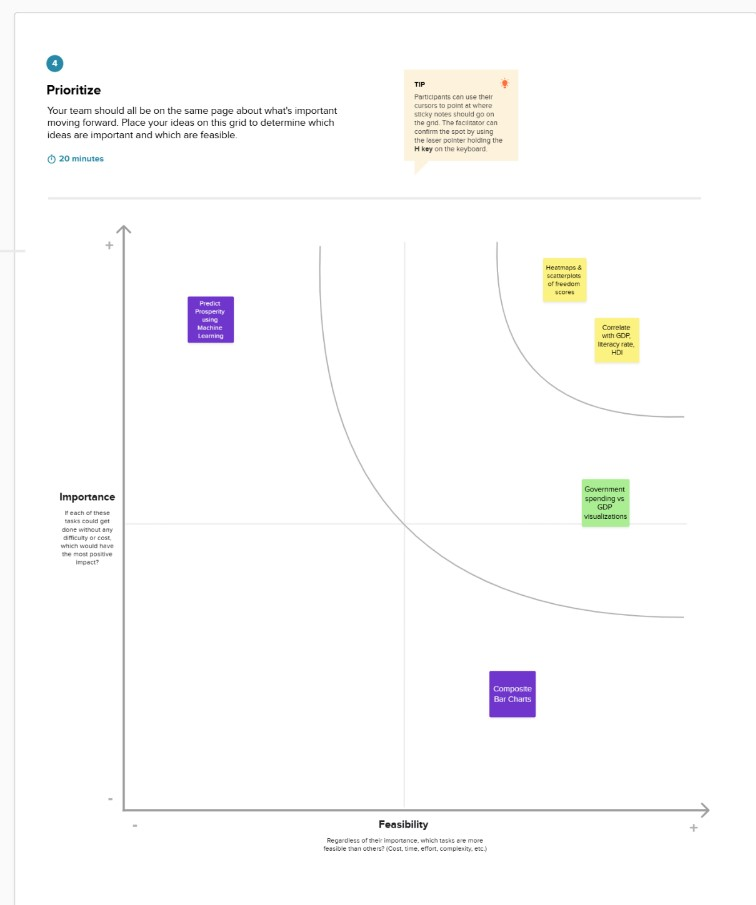 4
Prioritize
Your team should all be on the same page about what's important
moving forward. Place your ideas on this grid to determine which
ideas are important and which are feasible.
20 minutes
TIP
Participants can use their
cursors to point at where
sticky notes should go on
the grid. The facilitator can
confirm the spot by using
the laser pointer holding the
H key on the keyboard.
+
Predict
Prosperity
using
Machine
Learning
Heatmaps &
scatterplots
of freedom
scores
Correlate
with GDP,
literacy rate,
HDI
Government
spending vs
GDP
visualizations
Importance
If each of these
tasks could get
done without any
difficulty or cost,
which would have
the most positive
impact?
Composite
Bar Charts
-
-
Feasibility
+
Regardless of their importance, which tasks are more
feasible than others? (Cost, time, effort, complexity, etc.)